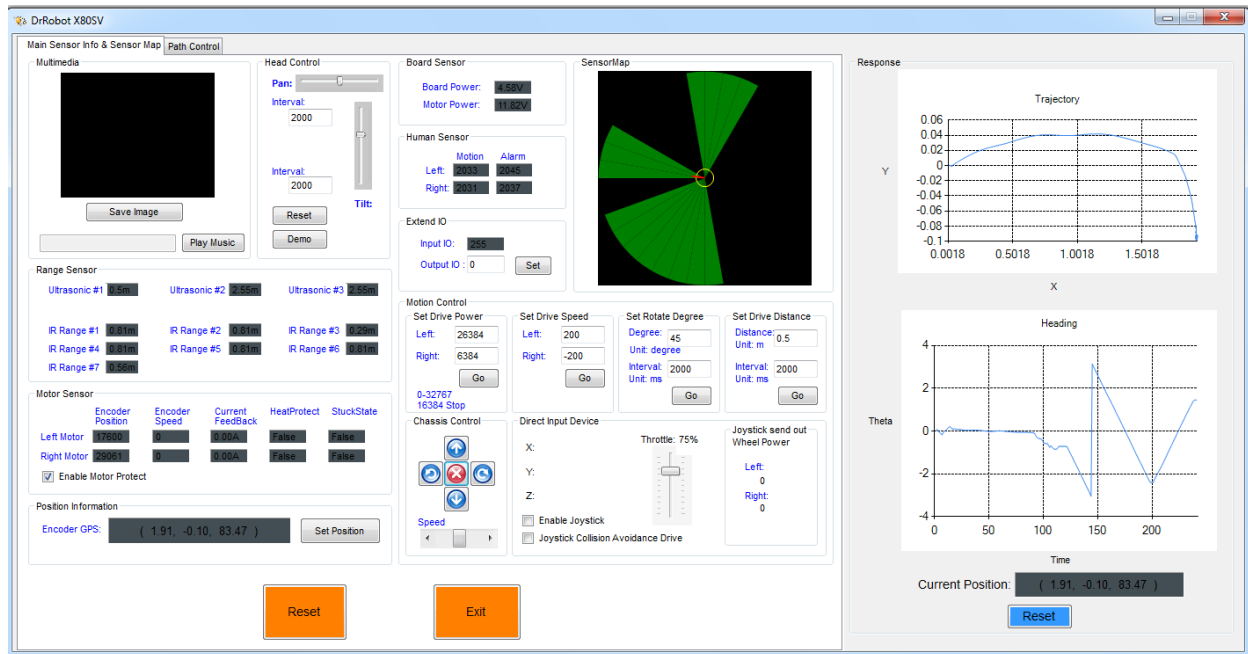 DrRobot X80SV
Main Sensor Info & Sensor Map Path Control
Multimedia
Save Image
Play Music
Head Control
Pan:
Interval:
2000
Interval:
2000
Tilt:
Reset
Demo
Board Sensor
Board Power: 4.58V
Motor Power: 11.82V
Human Sensor
Motion Alarm
Left: 2033 2045
Right: 2031 2037
Extend IO
Input IO: 255
Output IO : 0 Set
SensorMap
Range Sensor
Ultrasonic #1 0.5m Ultrasonic #2 2.55m Ultrasonic #3 2.55m
IR Range #1 0.81m IR Range #2 0.81m IR Range #3 0.29m
IR Range #4 0.81m IR Range #5 0.81m IR Range #6 0.81m
IR Range #7 0.56m
Motor Sensor
Encoder Position Encoder Speed Current FeedBack HeatProtect StuckState
Left Motor 17600 0 0.00A False False
Right Motor 29061 0 0.00A False False
Enable Motor Protect
Position Information
Encoder GPS: ( 1.91, -0.10, 83.47 ) Set Position
Motion Control
Set Drive Power
Left: 26384
Right: 6384
Go
0-32767
16384 Stop
Set Drive Speed
Left: 200
Right: -200
Go
Set Rotate Degree
Degree: 45
Unit: degree
Interval: 2000
Unit: ms
Go
Set Drive Distance
Distance: 0.5
Unit: m
Interval: 2000
Unit: ms
Go
Chassis Control
Speed
Direct Input Device
X:
Y:
Z:
Throttle: 75%
Enable Joystick
Joystick Collision Avoidance Drive
Joystick send out
Wheel Power
Left:
0
Right:
0
Reset
Exit
Response
Trajectory
0.06
0.04
0.02
0
-0.02
-0.04
-0.06
-0.08
-0.1
Y
0.0018 0.5018 1.0018 1.5018
X
Heading
4
2
0
-2
-4
Theta
0 50 100 150 200
Time
Current Position: ( 1.91, -0.10, 83.47 )
Reset